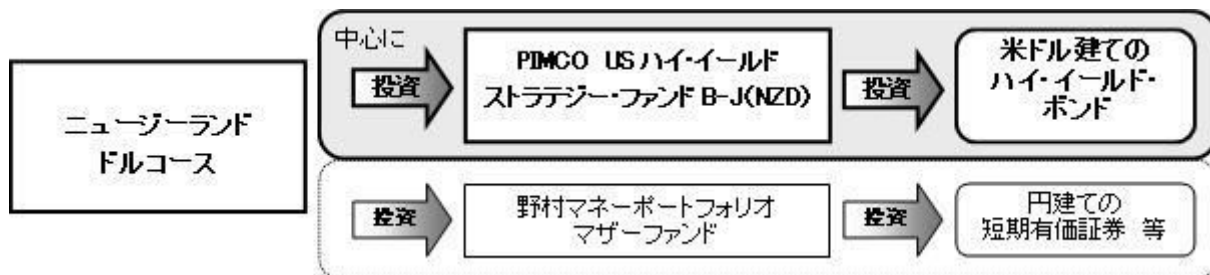 ニュージーランド
ドルコース
中心に
投資
PIMCO USハイ・イールド
ストラテジー・ファンド B-J(NZD)
投資
米ドル建ての
ハイ・イールド・
ボンド
投資
野村マネーポートフォリオ
マザーファンド
投資
円建ての
短期有価証券 等